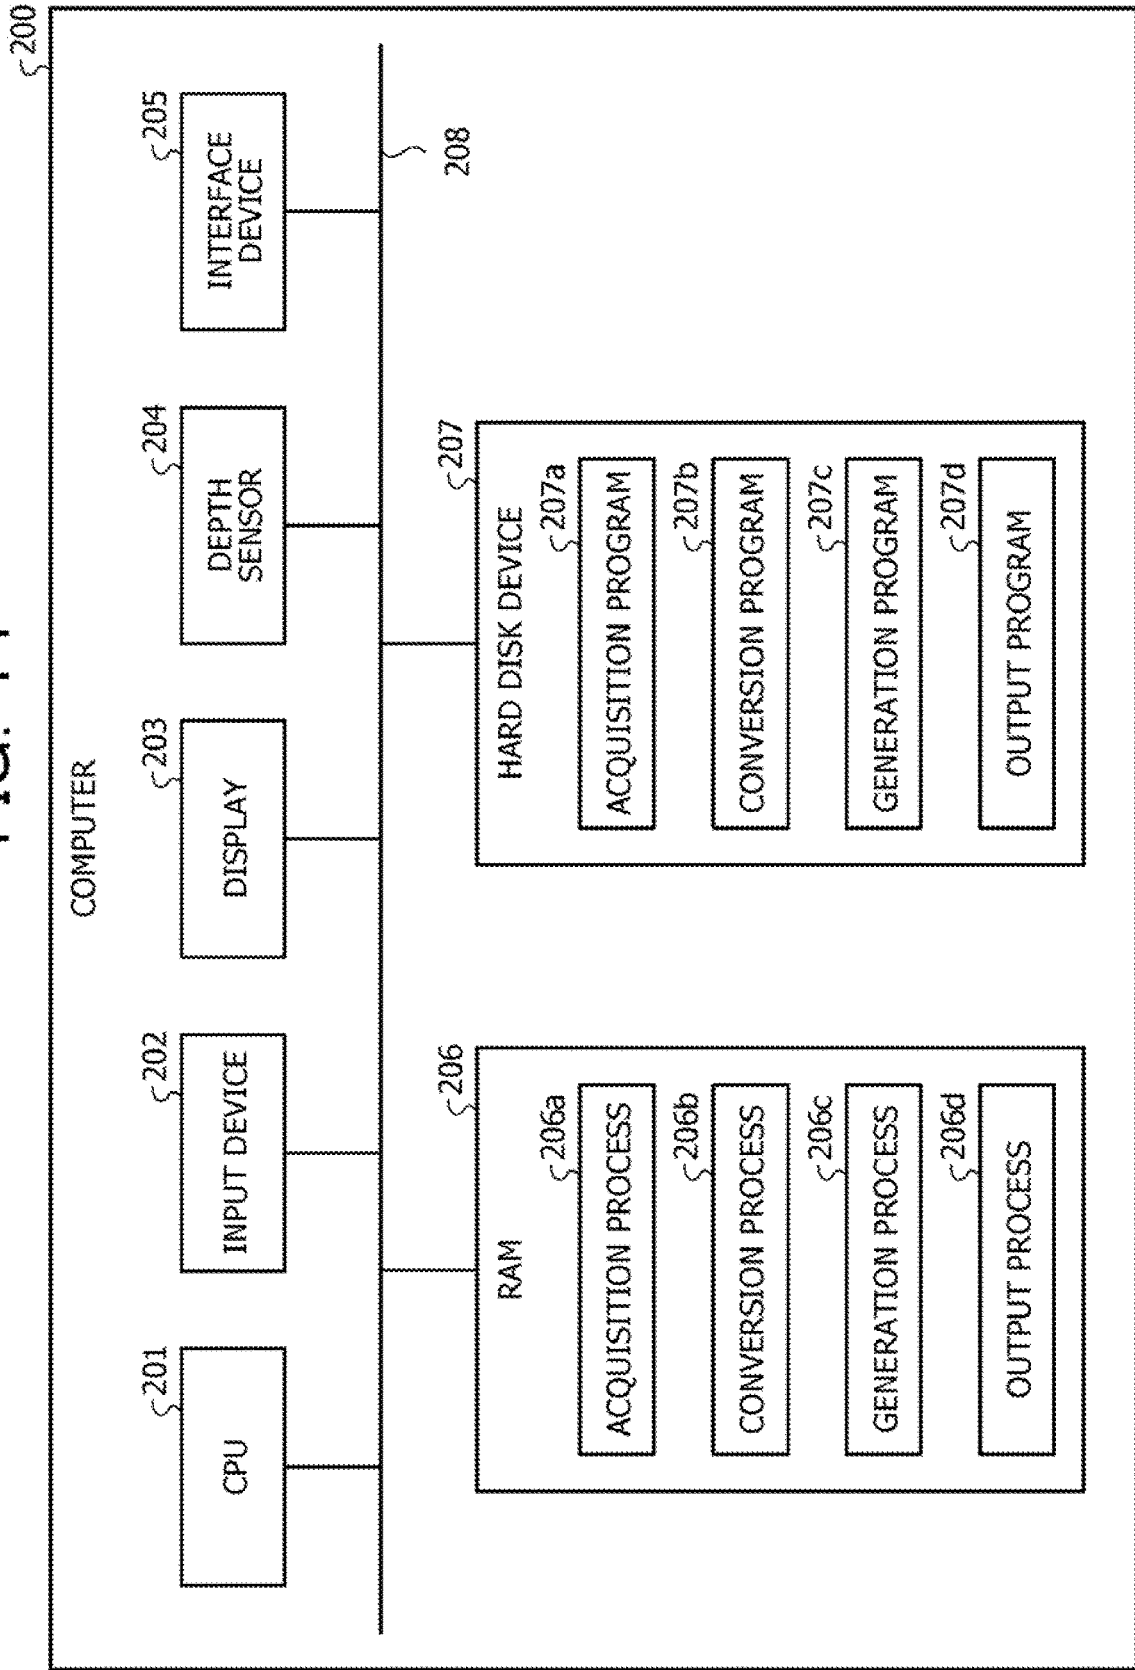 200
COMPUTER
201
CPU
202
INPUT DEVICE
203
DISPLAY
204
DEPTH
SENSOR
205
INTERFACE
DEVICE
208
206
RAM
206a
ACQUISITION PROCESS
206b
CONVERSION PROCESS
206c
GENERATION PROCESS
206d
OUTPUT PROCESS
207
HARD DISK DEVICE
207a
ACQUISITION PROGRAM
207b
CONVERSION PROGRAM
207c
GENERATION PROGRAM
207d
OUTPUT PROGRAM